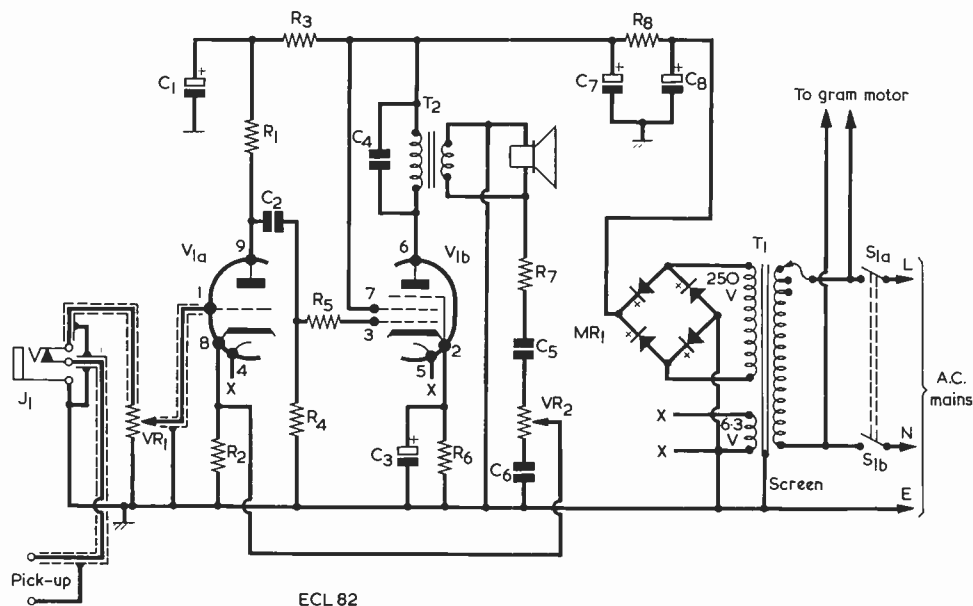 R3
R8
C1
C7
C8
To gram motor
R1
T2
C4
C2
T1
S1a
L
V1a
9
V1b
6
250
V
1
7
R5
3
R7
MR1
8
4
X
5
2
X
C5
A.C.
mains
V
J1
VR1
R4
VR2
X
6·3
V
X
N
R2
C3
R6
C6
S1b
Screen
E
Pick-up
ECL 82